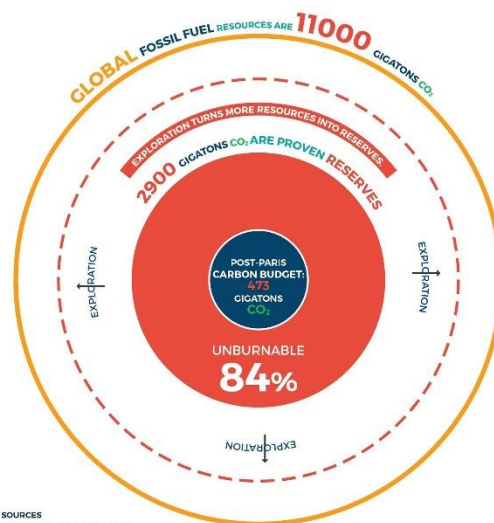 GLOBAL FOSSIL FUEL RESOURCES ARE 11000 GIGATONS CO₂
EXPLORATION TURNS MORE RESOURCES INTO RESERVES
2900 GIGATONS CO₂ ARE PROVEN RESERVES
EXPLORATION
EXPLORATION
POST-PARIS
CARBON BUDGET:
473
GIGATONS
CO₂
UNBURNABLE
84%
EXPLORATION
SOURCES